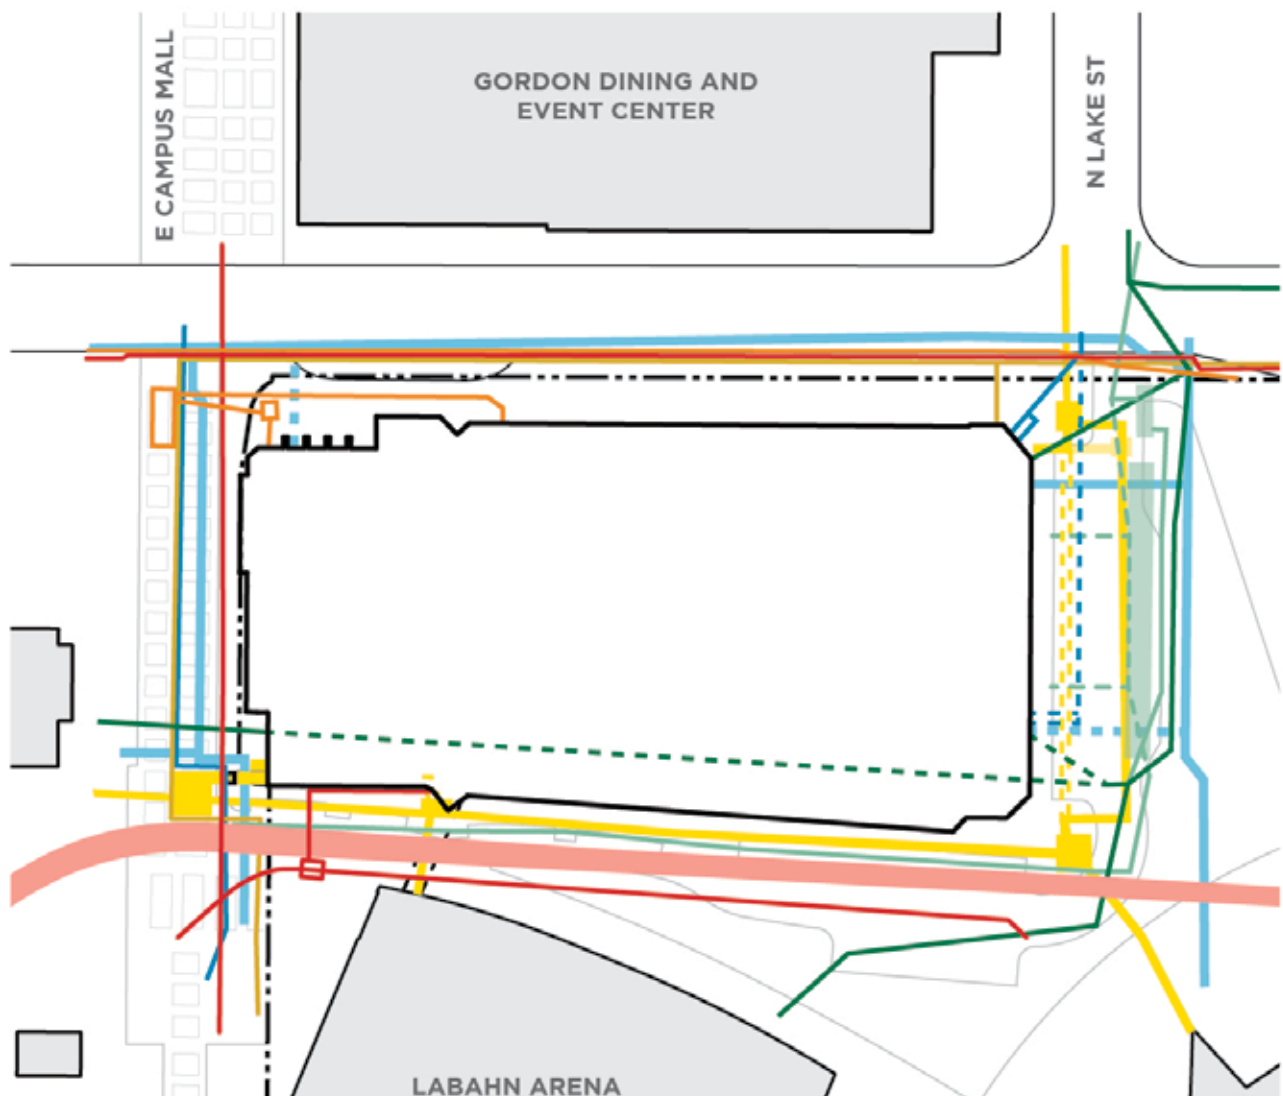 E CAMPUS MALL
GORDON DINING AND
EVENT CENTER
N LAKE ST
LABAHN ARENA